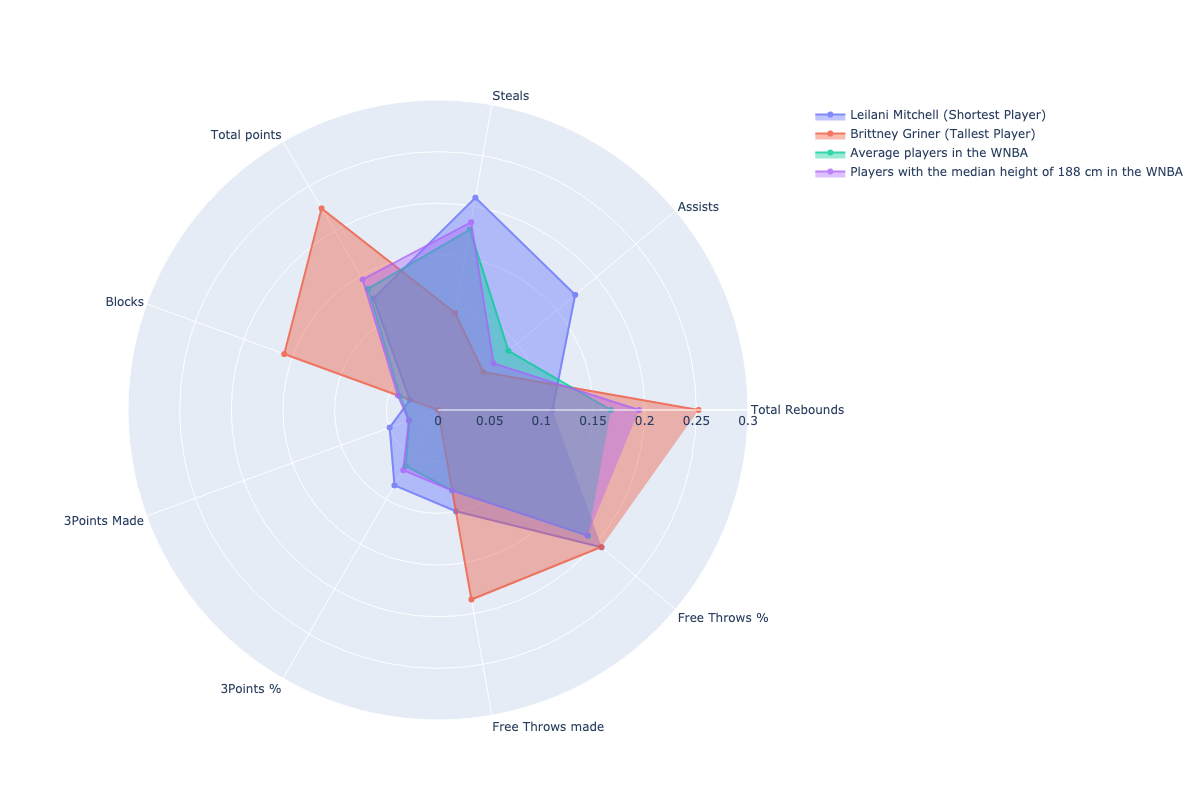 Steals
Total points
Assists
Blocks
Total Rebounds
0 0.05 0.1 0.15 0.2 0.25 0.3
3Points Made
Free Throws %
3Points %
Free Throws made
Leilani Mitchell (Shortest Player)
Brittney Griner (Tallest Player)
Average players in the WNBA
Players with the median height of 188 cm in the WNBA